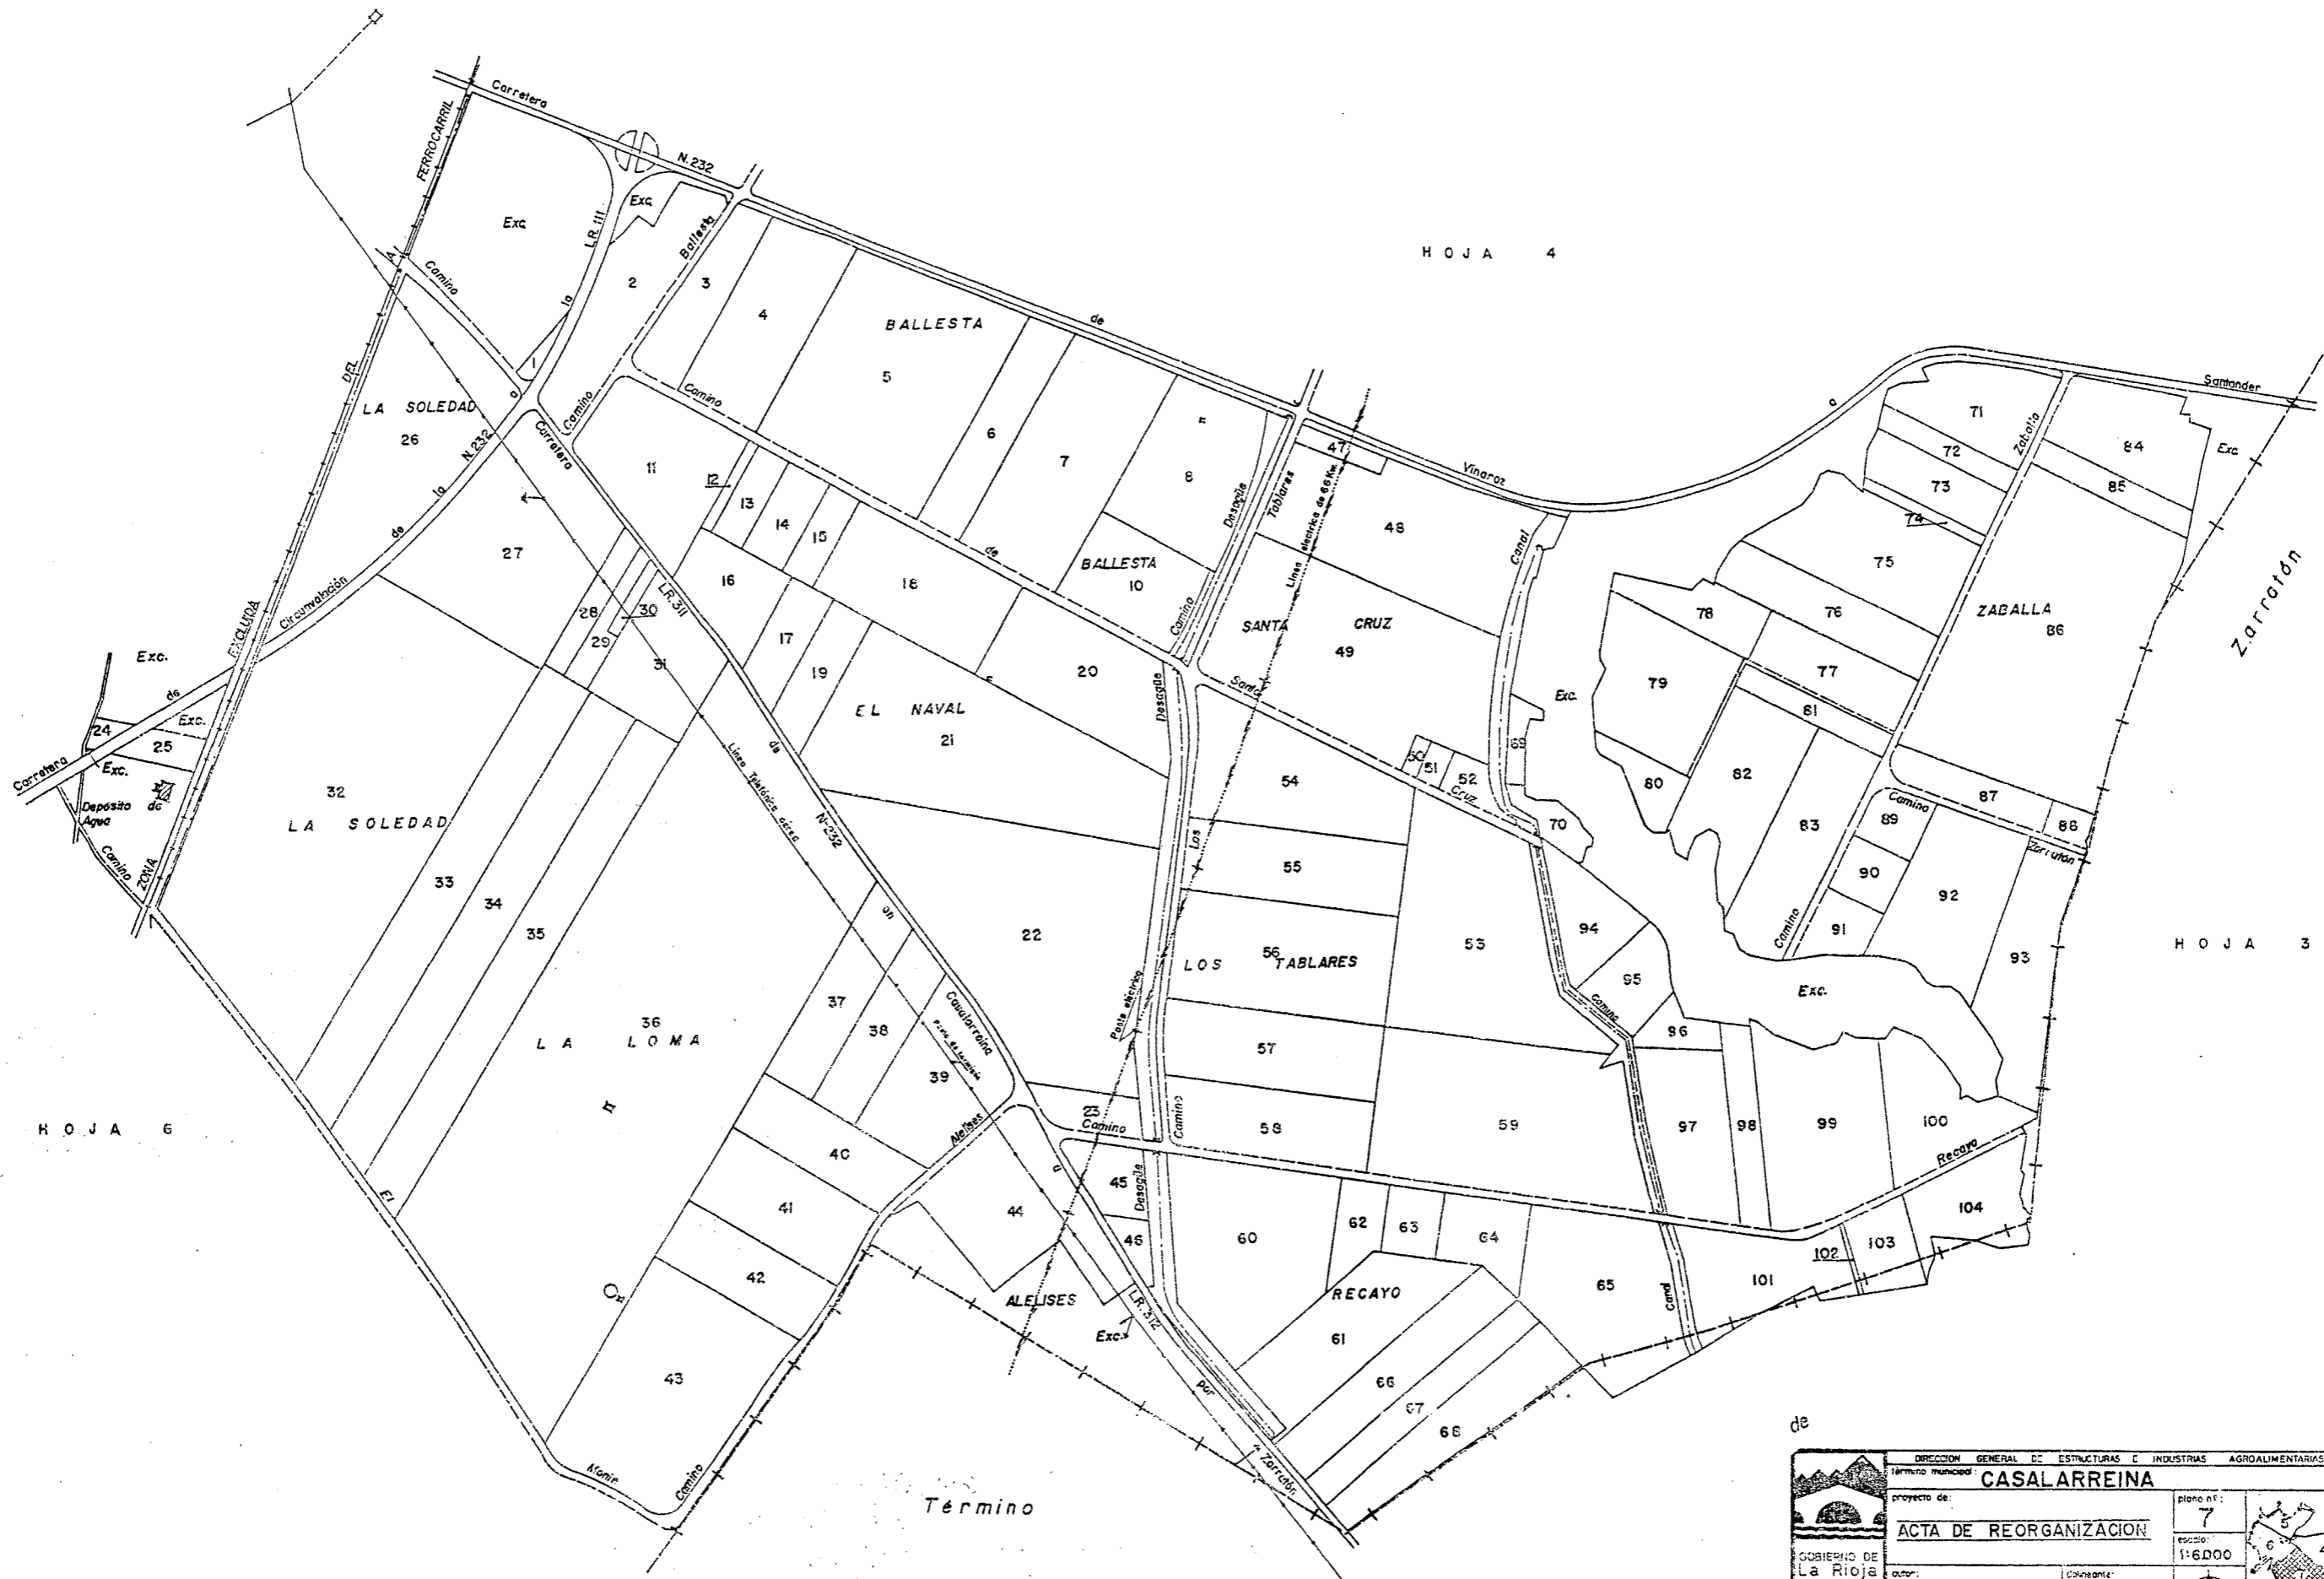 Carretera
FERROCARRIL
N.232
Exc
Exc.
LR.111
Ballesta
HOJA 4
A
Camino
la
2
3
4
BALLESTA
de
5
1
DEL
a
Santander
LA SOLEDAD
26
N.232
Carretera
Camino
Camino
6
7
8
47
Vinaroz
a
71
Zaballa
84
Exc.
72
85
73
74
11
12
13
14
15
Desagüe
Tablares
Linea electrica de 66 Kw.
48
Canal
la
de
27
16
18
de
BALLESTA
10
75
Zarratón
Circunvalación
EXCLUIDA
28
30
29
31
LR.311
17
19
20
Camino
SANTA CRUZ
49
78
76
ZABALLA
86
77
79
Exc.
de
24
Exc.
25
Exc.
Carretera
Depósito de
Agua
Camino
ZONA
EL NAVAL
21
Desagüe
Santa
81
69
50
51
52
Cruz
54
80
82
87
Camino
88
Zarratón
70
83
89
32
LA SOLEDAD
Linea Telefónica aérea
de
N-232
Los
55
33
34
35
90
92
en
22
53
94
Camino
91
93
HOJA 3
56
LOS TABLARES
95
Exc.
37
38
Poste eléctrico
Camino
96
36
LA LOMA
Casalarreina
39
57
HOJA 6
23
Camino
Camino
58
59
97
98
99
100
Recaya
Alelises
40
El
41
44
a
45
Desagüe
46
60
62
63
64
104
102
103
42
ALELISES
LR.312
Exc.
RECAYO
61
65
Canal
101
43
por
66
67
68
Monte
Camino
a Zarratón
Término
de
DIRECCION GENERAL DE ESTRUCTURAS E INDUSTRIAS AGROALIMENTARIAS
término municipal: CASALARREINA
proyecto de:
plano nº:
7
ACTA DE REORGANIZACION
escala:
1:6.000
5
6
4
GOBIERNO DE
La Rioja
autor:
delineante: